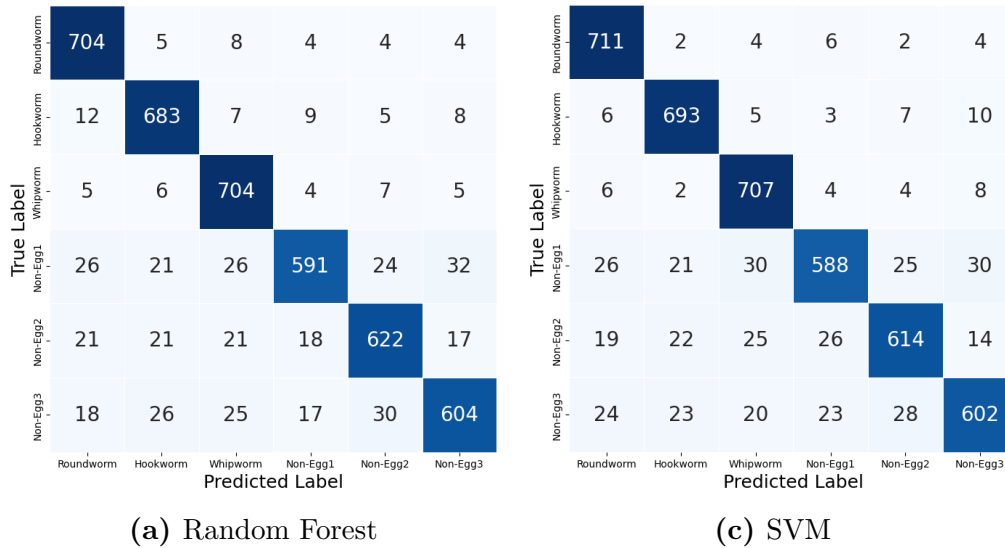 Roundworm 704 5 8 4 4 4
Hookworm 12 683 7 9 5 8
Whipworm 5 6 704 4 7 5
Non-Egg1 26 21 26 591 24 32
Non-Egg2 21 21 21 18 622 17
Non-Egg3 18 26 25 17 30 604
True Label
Roundworm Hookworm Whipworm Non-Egg1 Non-Egg2 Non-Egg3
Predicted Label
(a) Random Forest
Roundworm 711 2 4 6 2 4
Hookworm 6 693 5 3 7 10
Whipworm 6 2 707 4 4 8
Non-Egg1 26 21 30 588 25 30
Non-Egg2 19 22 25 26 614 14
Non-Egg3 24 23 20 23 28 602
True Label
Roundworm Hookworm Whipworm Non-Egg1 Non-Egg2 Non-Egg3
Predicted Label
(c) SVM